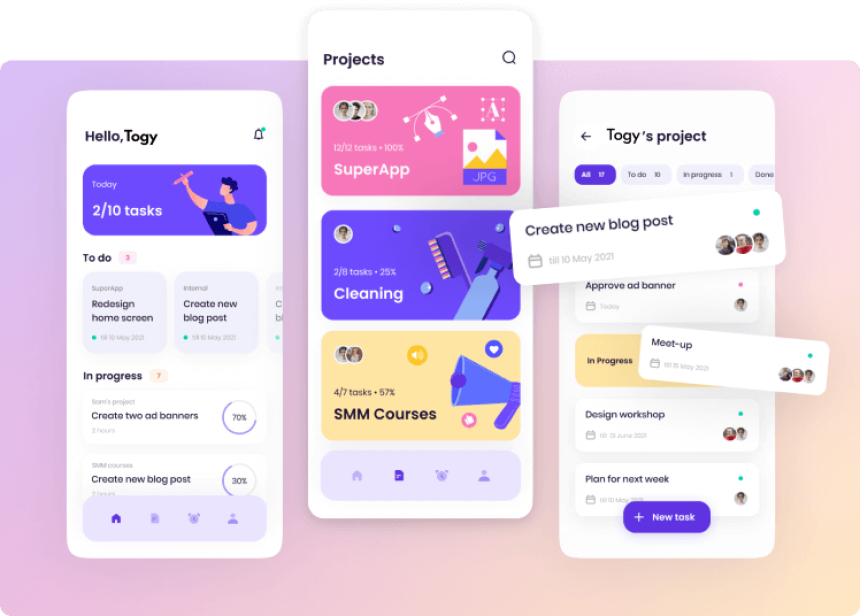 Hello,Togy
Today
2/10 tasks
To do 3
SuperApp
Redesign
home screen
till 10 May 2021
Internal
Create new
blog post
till 10 May 2021
In progress 7
Sam's project
Create two ad banners
2 hours
70%
SMM courses
Create new blog post
2 hours
30%
Projects
12/12 tasks • 100%
SuperApp
A
JPG
2/8 tasks • 25%
Cleaning
4/7 tasks • 57%
SMM Courses
Togy's project
All 17
To do 10
In progress 1
Done
Create new blog post
till 10 May 2021
Approve ad banner
Today
In Progress
Meet-up
till 15 May 2021
Design workshop
till 13 June 2021
Plan for next week
till 10 May 2021
+ New task